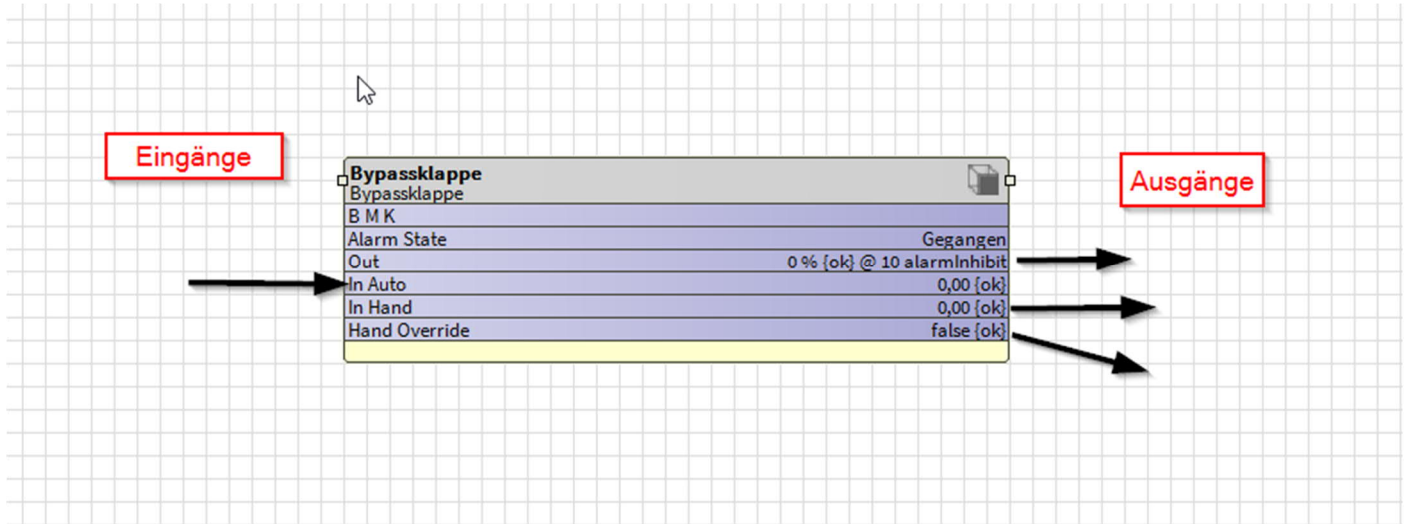 Eingänge
Ausgänge
Bypassklappe
Bypassklappe
B M K
Alarm State Gegangen
Out 0 % {ok} @ 10 alarmInhibit
In Auto 0,00 {ok}
In Hand 0,00 {ok}
Hand Override false {ok}